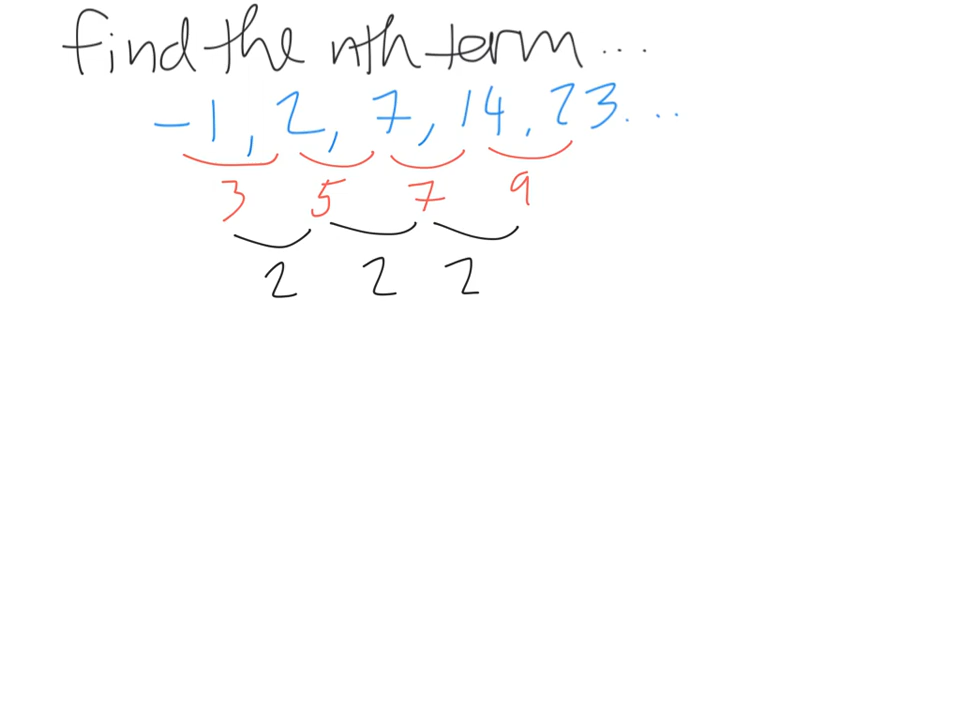 find the nth term...
-1, 2, 7, 14, 23...
3 5 7 9
2 2 2